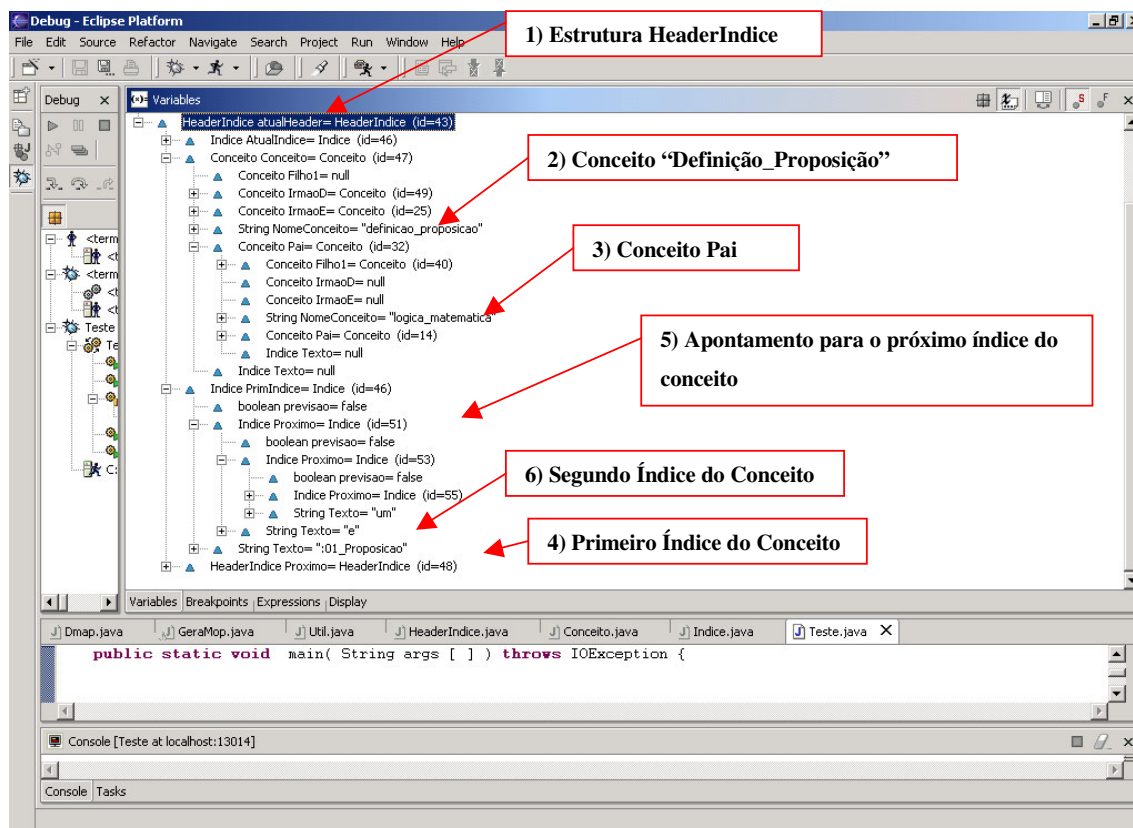 Debug - Eclipse Platform
File Edit Source Refactor Navigate Search Project Run Window Help
1) Estrutura HeaderIndice
Debug
Variables
HeaderIndice atualHeader= HeaderIndice (id=43)
Indice AtualIndice= Indice (id=46)
Conceito Conceito= Conceito (id=47)
2) Conceito “Definição_Proposição”
Conceito Filho1= null
Conceito IrmaoD= Conceito (id=49)
Conceito IrmaoE= Conceito (id=25)
String NomeConceito= "definicao_proposicao"
<term
Conceito Pai= Conceito (id=32)
3) Conceito Pai
Conceito Filho1= Conceito (id=40)
<term
Conceito IrmaoD= null
Conceito IrmaoE= null
String NomeConceito= "logica_matematica"
Teste
Conceito Pai= Conceito (id=14)
5) Apontamento para o próximo índice do
conceito
Te
Indice Texto= null
Indice Texto= null
Indice PrimIndice= Indice (id=46)
boolean previsao= false
Indice Proximo= Indice (id=51)
boolean previsao= false
Indice Proximo= Indice (id=53)
C:
boolean previsao= false
6) Segundo Índice do Conceito
Indice Proximo= Indice (id=55)
String Texto= "um"
String Texto= "e"
4) Primeiro Índice do Conceito
String Texto= ":01_Proposicao"
HeaderIndice Proximo= HeaderIndice (id=48)
Variables Breakpoints Expressions Display
Dmap.java GeraMop.java Util.java HeaderIndice.java Conceito.java Indice.java Teste.java
public static void main( String args [ ] ) throws IOException {
Console [Teste at localhost:13014]
Console Tasks